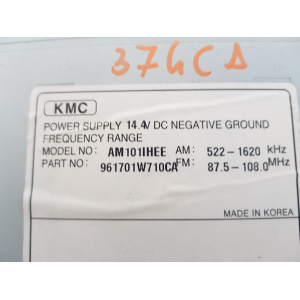 374CD
KMC
POWER SUPPLY 14.4V DC NEGATIVE GROUND
FREQUENCY RANGE
MODEL NO: AM101IHEE AM: 522-1620 kHz
PART NO: 961701W710CA FM: 87.5-108.0 MHz
MADE IN KOREA